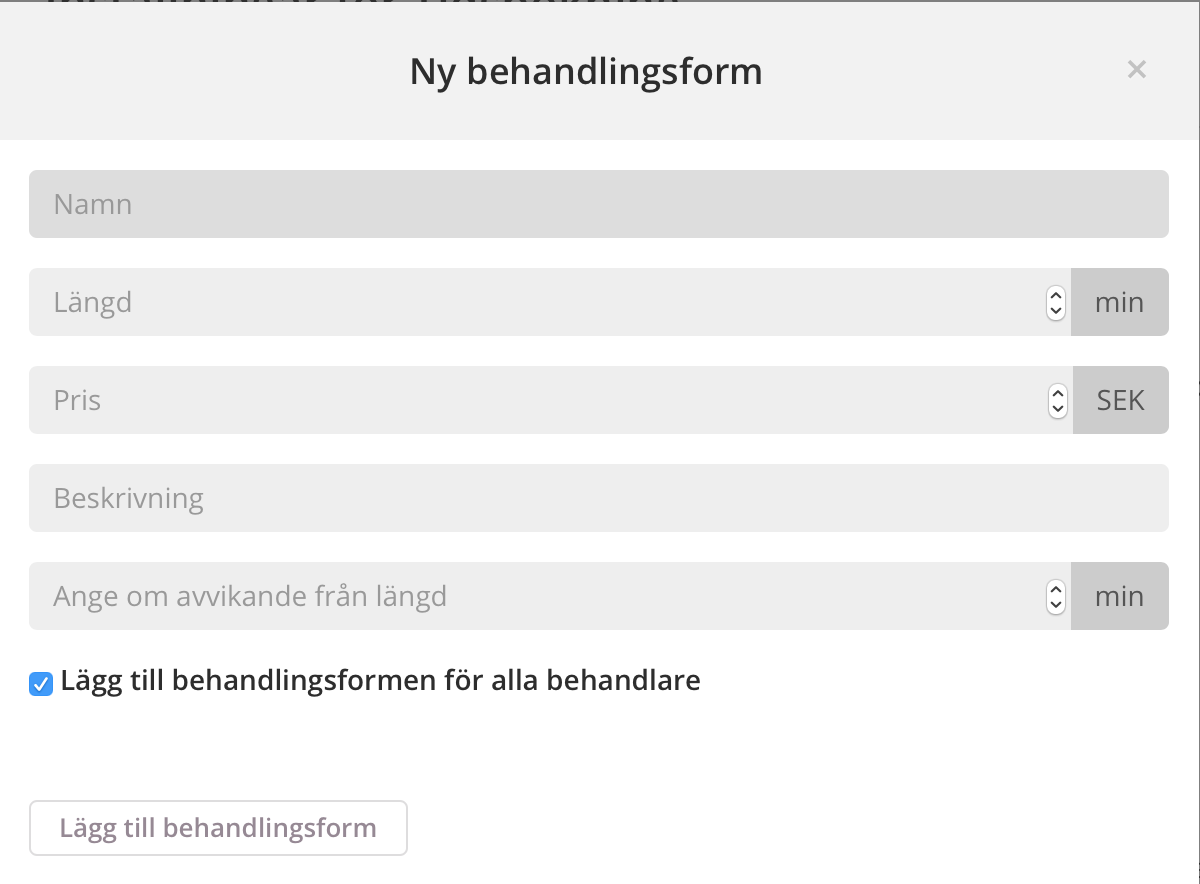 Ny behandlingsform
×
Namn
Längd
min
Pris
SEK
Beskrivning
Ange om avvikande från längd
min
Lägg till behandlingsformen för alla behandlare
Lägg till behandlingsform